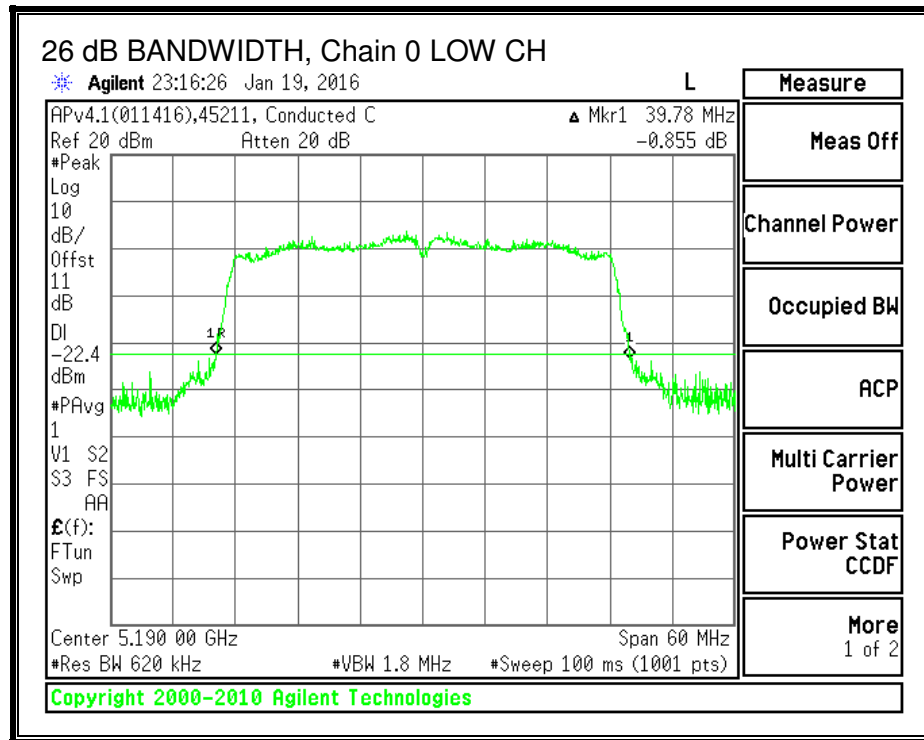 26 dB BANDWIDTH, Chain 0 LOW CH
Agilent 23:16:26 Jan 19, 2016 L
APv4.1(011416),45211, Conducted C Δ Mkr1 39.78 MHz
Ref 20 dBm Atten 20 dB -0.855 dB
#Peak
Log
10
dB/
Offst
11
dB
DI
-22.4
dBm
#PAvg
1
V1 S2
S3 FS
AA
£(f):
FTun
Swp
1R
1
Center 5.190 00 GHz Span 60 MHz
#Res BW 620 kHz #VBW 1.8 MHz #Sweep 100 ms (1001 pts)
Copyright 2000-2010 Agilent Technologies
Measure
Meas Off
Channel Power
Occupied BW
ACP
Multi Carrier
Power
Power Stat
CCDF
More
1 of 2